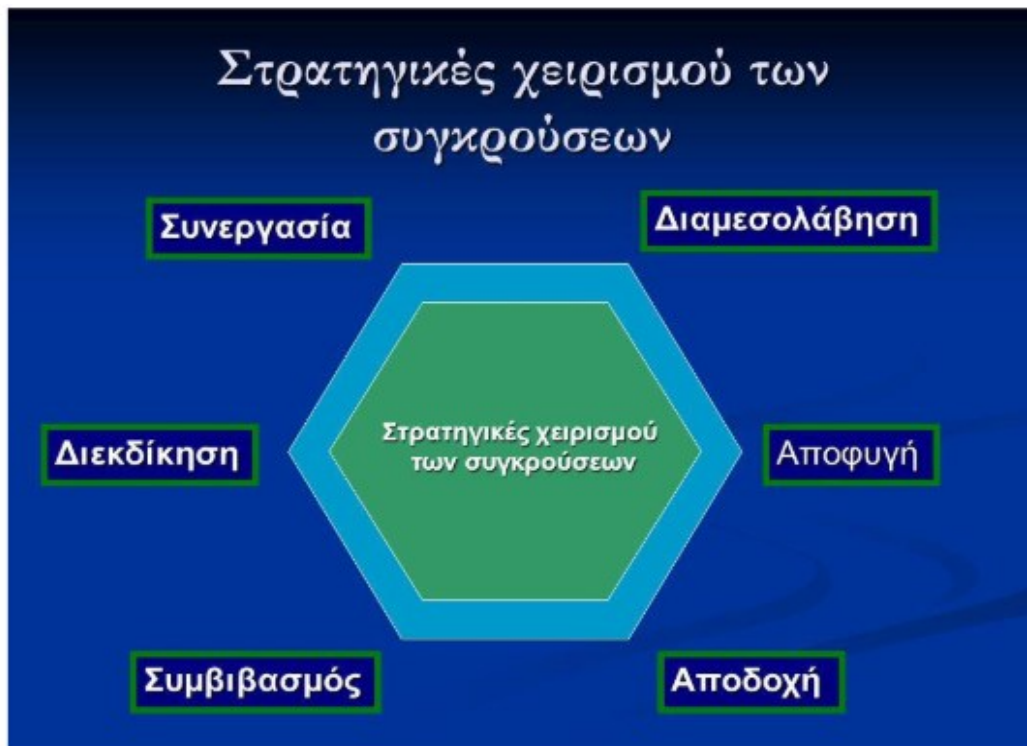 Στρατηγικές χειρισμού των
συγκρούσεων
Συνεργασία
Διαμεσολάβηση
Διεκδίκηση
Στρατηγικές χειρισμού
των συγκρούσεων
Αποφυγή
Συμβιβασμός
Αποδοχή